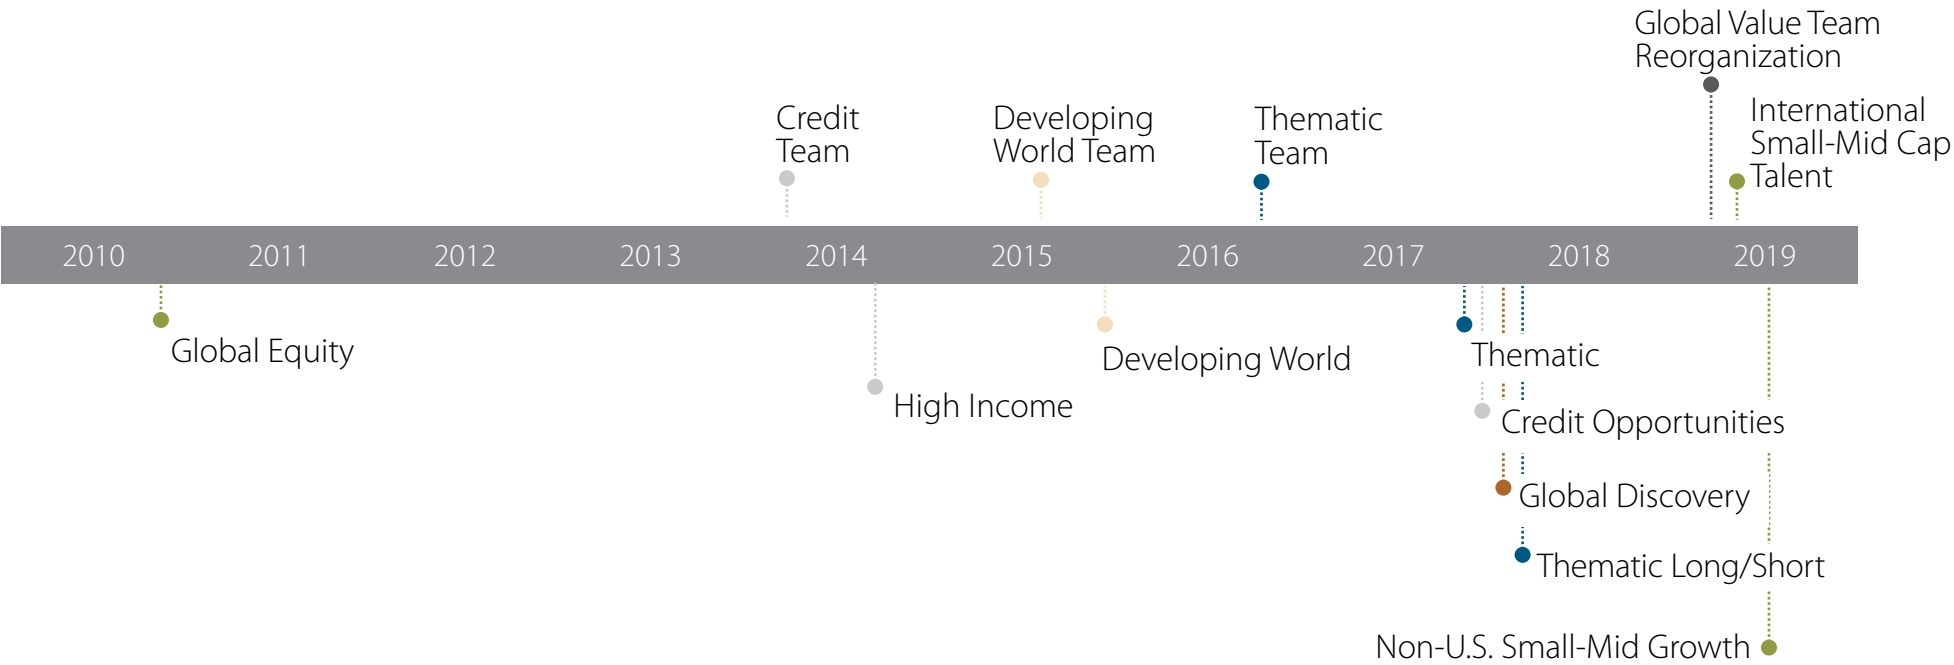 Global Value Team
Reorganization
Credit
Team
Developing
World Team
Thematic
Team
International
Small-Mid Cap
Talent
2010 2011 2012 2013 2014 2015 2016 2017 2018 2019
Global Equity
High Income
Developing World
Thematic
Credit Opportunities
Global Discovery
Thematic Long/Short
Non-U.S. Small-Mid Growth